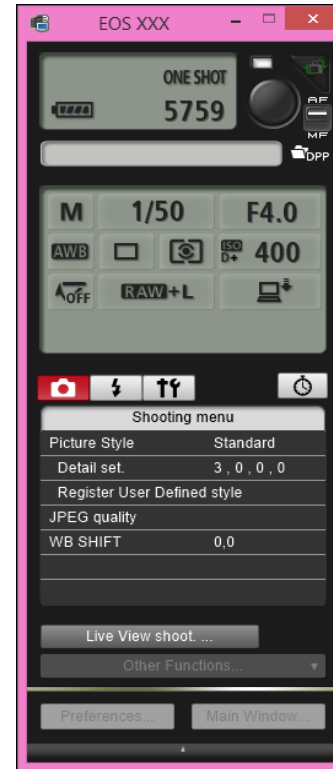 EOS XXX
ONE SHOT
5759
AF
MF
DPP
M 1/50 F4.0
AWB ISO D+ 400
OFF RAW+L
Shooting menu
Picture Style Standard
Detail set. 3 , 0 , 0 , 0
Register User Defined style
JPEG quality
WB SHIFT 0,0
Live View shoot. ...
Other Functions...
Preferences... Main Window...